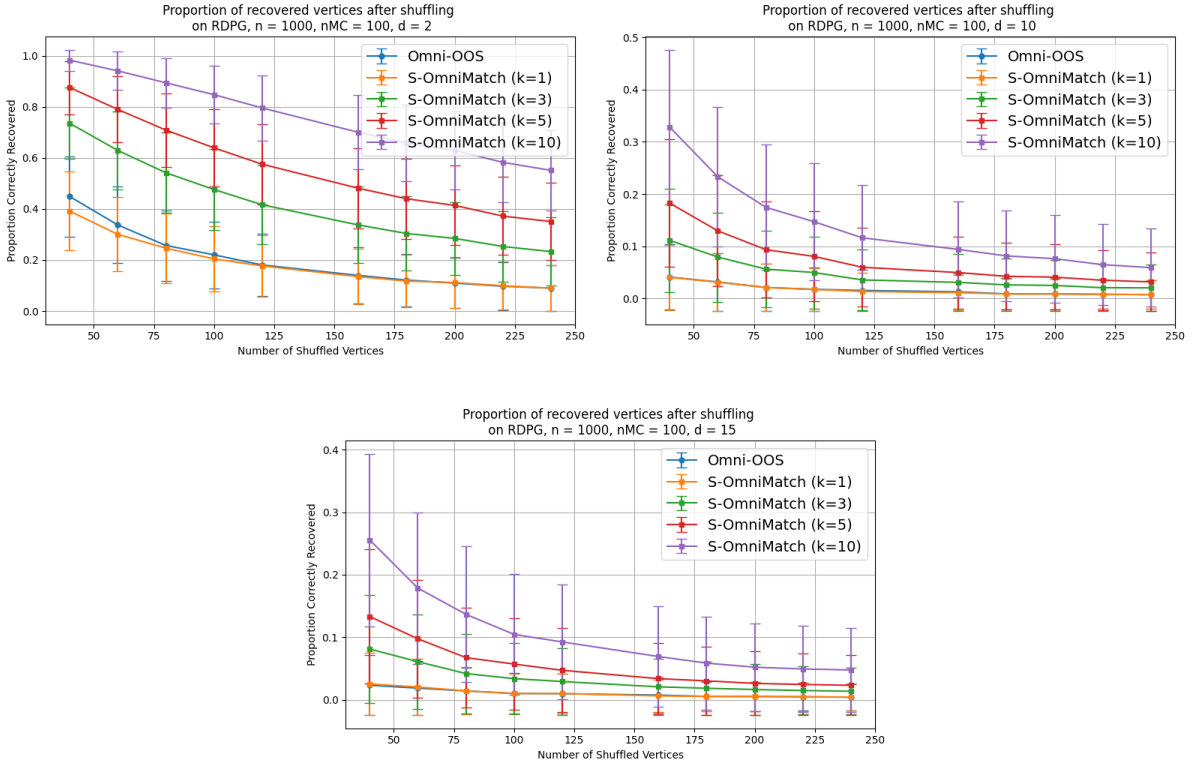 Proportion of recovered vertices after shuffling
on RDPG, n = 1000, nMC = 100, d = 2
Proportion Correctly Recovered
1.0
0.8
0.6
0.4
0.2
0.0
Omni-OOS
S-OmniMatch (k=1)
S-OmniMatch (k=3)
S-OmniMatch (k=5)
S-OmniMatch (k=10)
50 75 100 125 150 175 200 225 250
Number of Shuffled Vertices
Proportion of recovered vertices after shuffling
on RDPG, n = 1000, nMC = 100, d = 10
Proportion Correctly Recovered
0.5
0.4
0.3
0.2
0.1
0.0
Omni-OOS
S-OmniMatch (k=1)
S-OmniMatch (k=3)
S-OmniMatch (k=5)
S-OmniMatch (k=10)
50 75 100 125 150 175 200 225 250
Number of Shuffled Vertices
Proportion of recovered vertices after shuffling
on RDPG, n = 1000, nMC = 100, d = 15
Proportion Correctly Recovered
0.4
0.3
0.2
0.1
0.0
Omni-OOS
S-OmniMatch (k=1)
S-OmniMatch (k=3)
S-OmniMatch (k=5)
S-OmniMatch (k=10)
50 75 100 125 150 175 200 225 250
Number of Shuffled Vertices